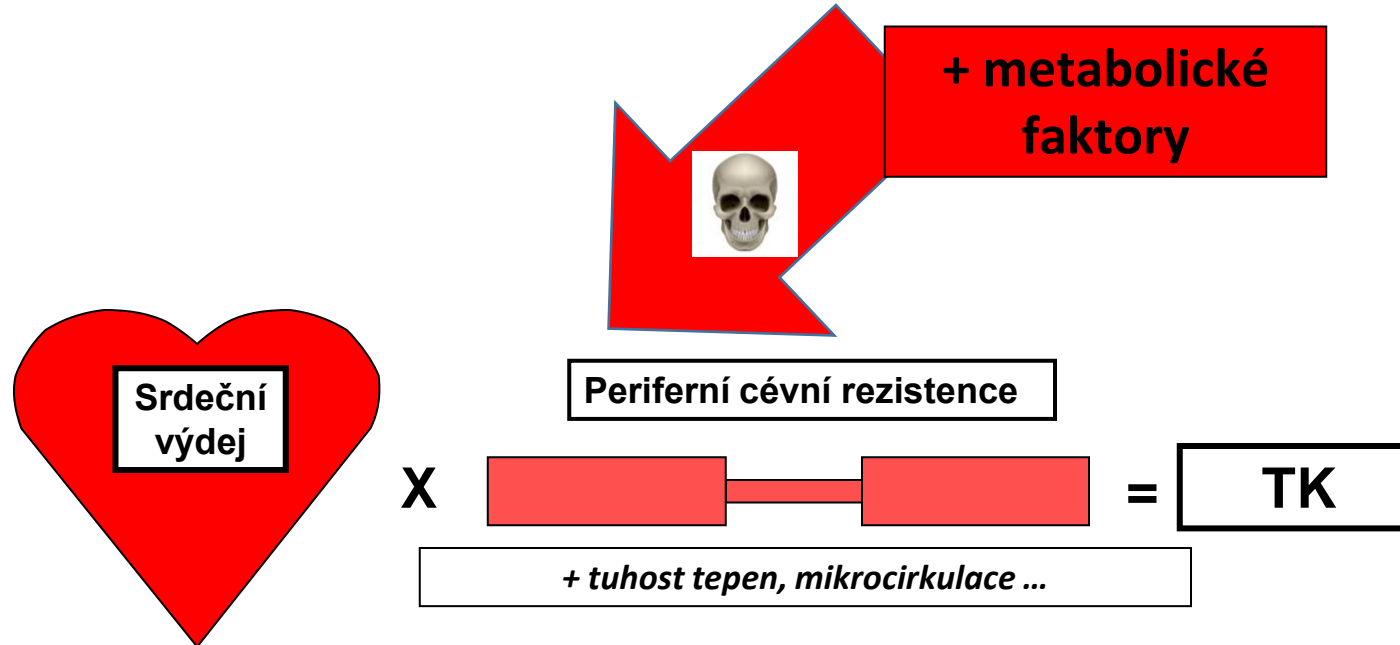 + metabolické
faktory
Periferní cévní rezistence
Srdeční
výdej
X
=
TK
+ tuhost tepen, mikrocirkulace ...